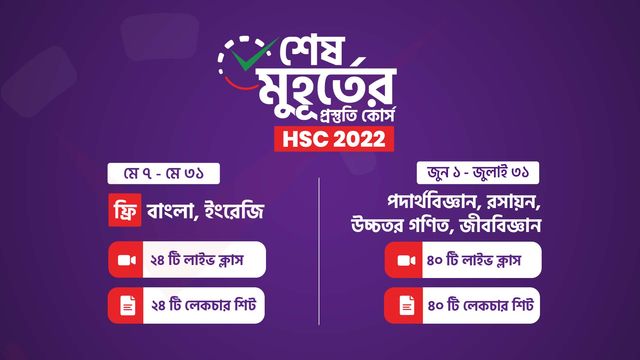 শেষ
মুহূর্তের
প্রস্তুতি কোর্স
HSC 2022
মে ৭ - মে ৩১
ফ্রি বাংলা, ইংরেজি
২৪ টি লাইভ ক্লাস
২৪ টি লেকচার শিট
জুন ১ - জুলাই ৩১
পদার্থবিজ্ঞান, রসায়ন,
উচ্চতর গণিত, জীববিজ্ঞান
৪০ টি লাইভ ক্লাস
৪০ টি লেকচার শিট